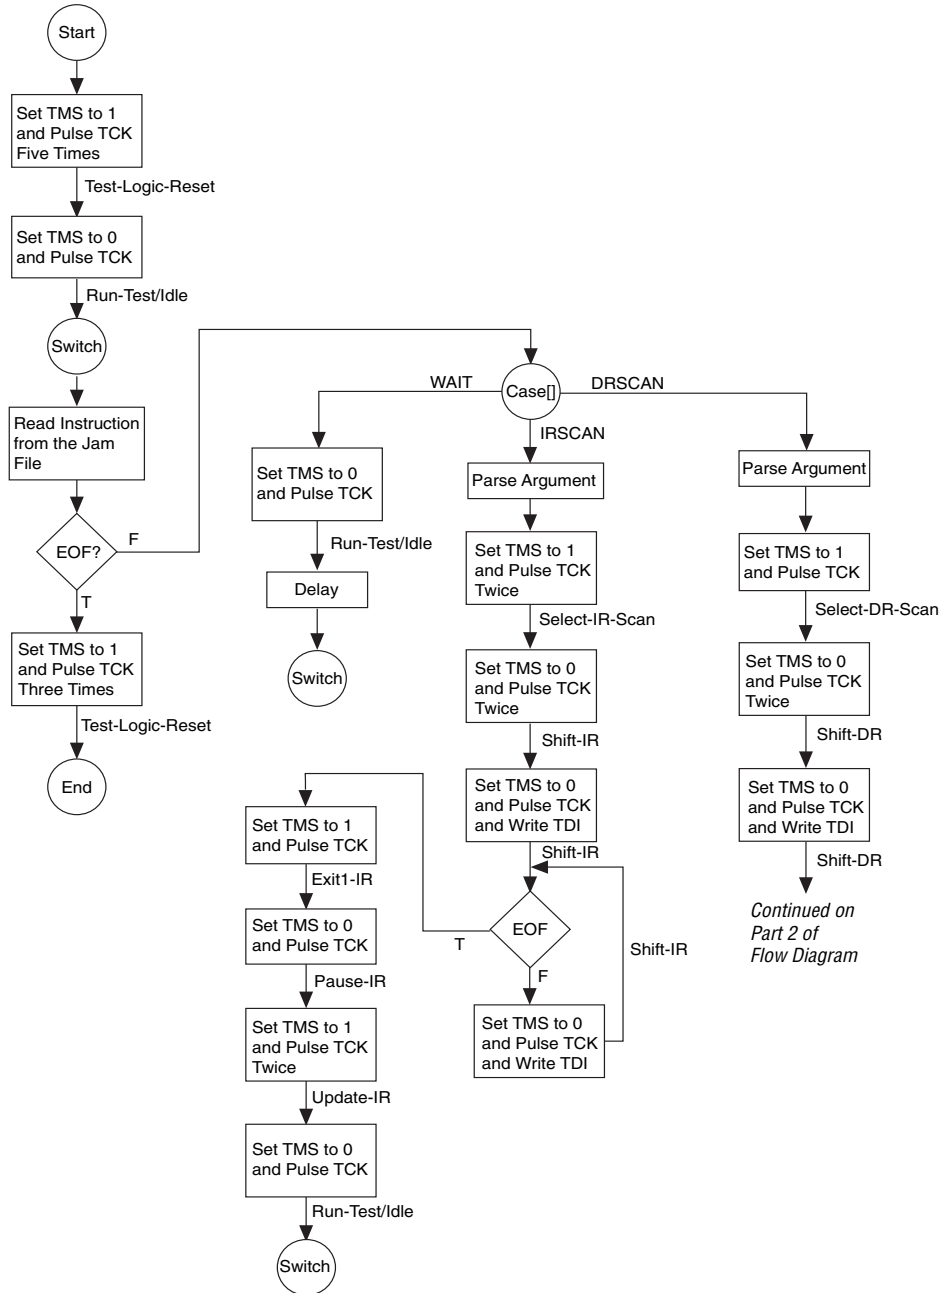 Start
Set TMS to 1
and Pulse TCK
Five Times
Test-Logic-Reset
Set TMS to 0
and Pulse TCK
Run-Test/Idle
Switch
Read Instruction
from the Jam
File
EOF?
F
T
Set TMS to 1
and Pulse TCK
Three Times
Test-Logic-Reset
End
Case[]
WAIT
Set TMS to 0
and Pulse TCK
Run-Test/Idle
Delay
Switch
IRSCAN
Parse Argument
Set TMS to 1
and Pulse TCK
Twice
Select-IR-Scan
Set TMS to 0
and Pulse TCK
Twice
Shift-IR
Set TMS to 0
and Pulse TCK
and Write TDI
Shift-IR
EOF
T
F
Set TMS to 0
and Pulse TCK
and Write TDI
Shift-IR
Set TMS to 1
and Pulse TCK
Exit1-IR
Set TMS to 0
and Pulse TCK
Pause-IR
Set TMS to 1
and Pulse TCK
Twice
Update-IR
Set TMS to 0
and Pulse TCK
Run-Test/Idle
Switch
DRSCAN
Parse Argument
Set TMS to 1
and Pulse TCK
Select-DR-Scan
Set TMS to 0
and Pulse TCK
Twice
Shift-DR
Set TMS to 0
and Pulse TCK
and Write TDI
Shift-DR
Continued on
Part 2 of
Flow Diagram